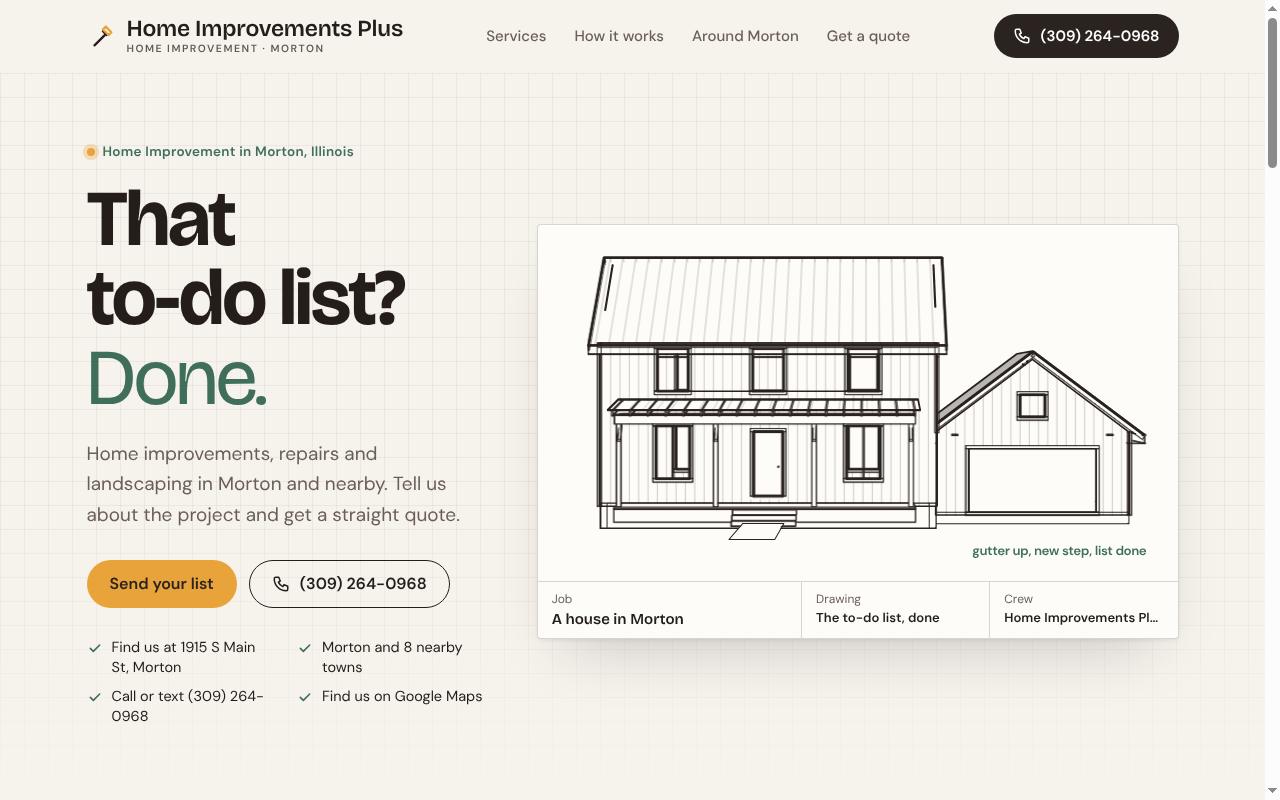 Home Improvements Plus
HOME IMPROVEMENT · MORTON
Services
How it works
Around Morton
Get a quote
(309) 264-0968
Home Improvement in Morton, Illinois
That
to-do list?
Done.
Home improvements, repairs and
landscaping in Morton and nearby. Tell us
about the project and get a straight quote.
Send your list
(309) 264-0968
Find us at 1915 S Main
St, Morton
Morton and 8 nearby
towns
Call or text (309) 264-
0968
Find us on Google Maps
gutter up, new step, list done
Job
A house in Morton
Drawing
The to-do list, done
Crew
Home Improvements Pl...